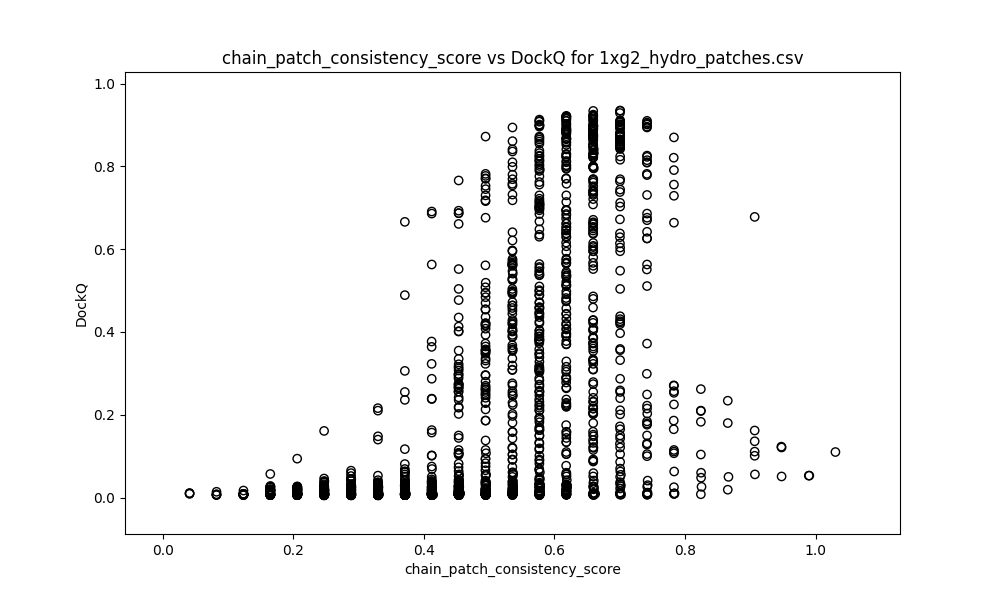 chain_patch_consistency_score vs DockQ for 1xg2_hydro_patches.csv
1.0
0.8
0.6
0.4
0.2
0.0
DockQ
0.0 0.2 0.4 0.6 0.8 1.0
chain_patch_consistency_score